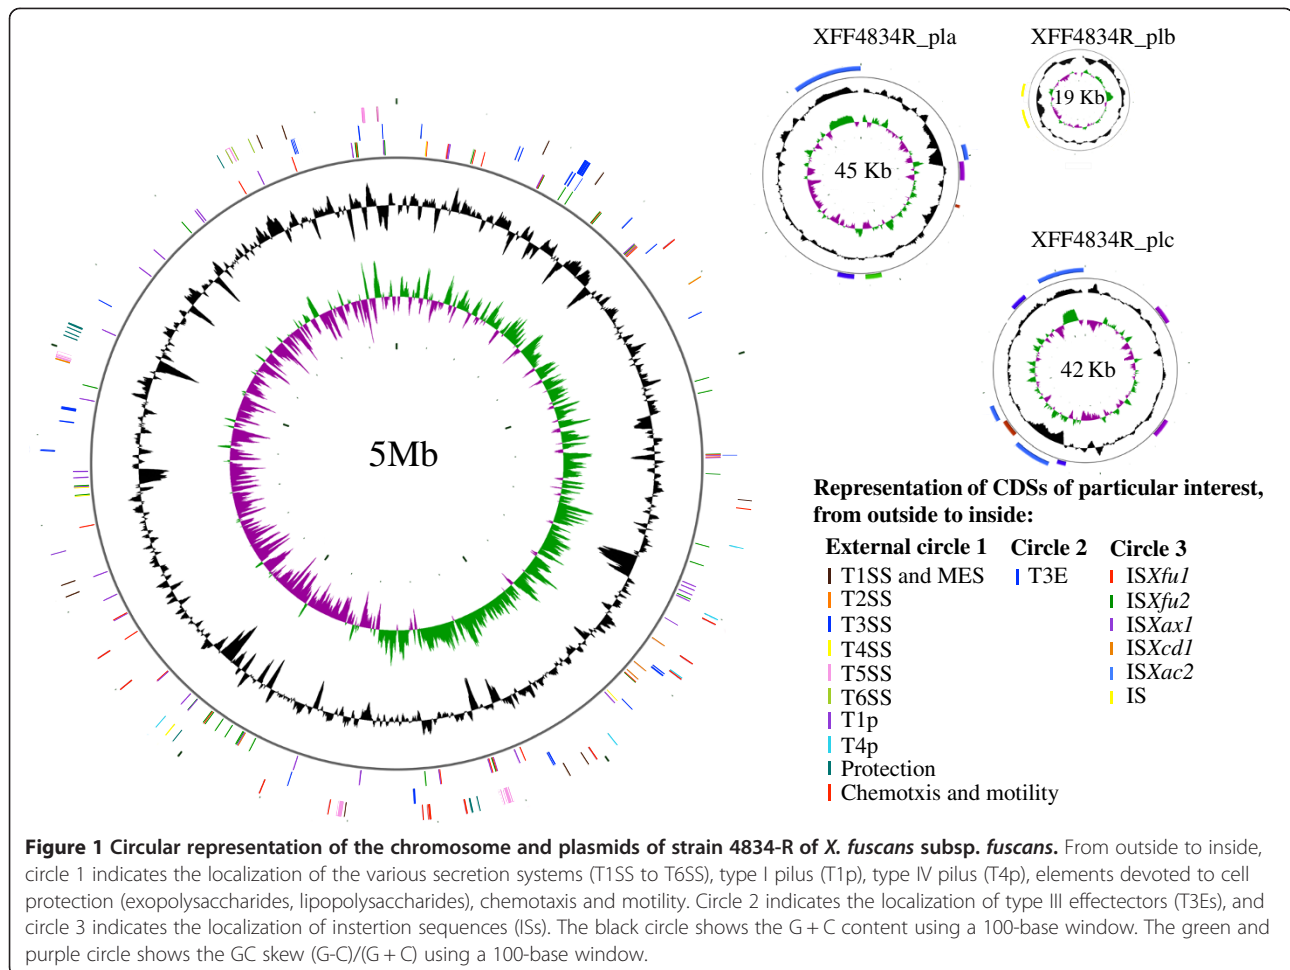 XFF4834R_pla
XFF4834R_plb
19 Kb
45 Kb
XFF4834R_plc
42 Kb
5Mb
Representation of CDSs of particular interest,
from outside to inside:
External circle 1
T1SS and MES
T2SS
T3SS
T4SS
T5SS
T6SS
T1p
T4p
Protection
Chemotxis and motility
Circle 2
T3E
Circle 3
ISXfu1
ISXfu2
ISXax1
ISXcd1
ISXac2
IS
Figure 1 Circular representation of the chromosome and plasmids of strain 4834-R of X. fuscans subsp. fuscans. From outside to inside,
circle 1 indicates the localization of the various secretion systems (T1SS to T6SS), type I pilus (T1p), type IV pilus (T4p), elements devoted to cell
protection (exopolysaccharides, lipopolysaccharides), chemotaxis and motility. Circle 2 indicates the localization of type III effectectors (T3Es), and
circle 3 indicates the localization of instertion sequences (ISs). The black circle shows the G + C content using a 100-base window. The green and
purple circle shows the GC skew (G-C)/(G + C) using a 100-base window.